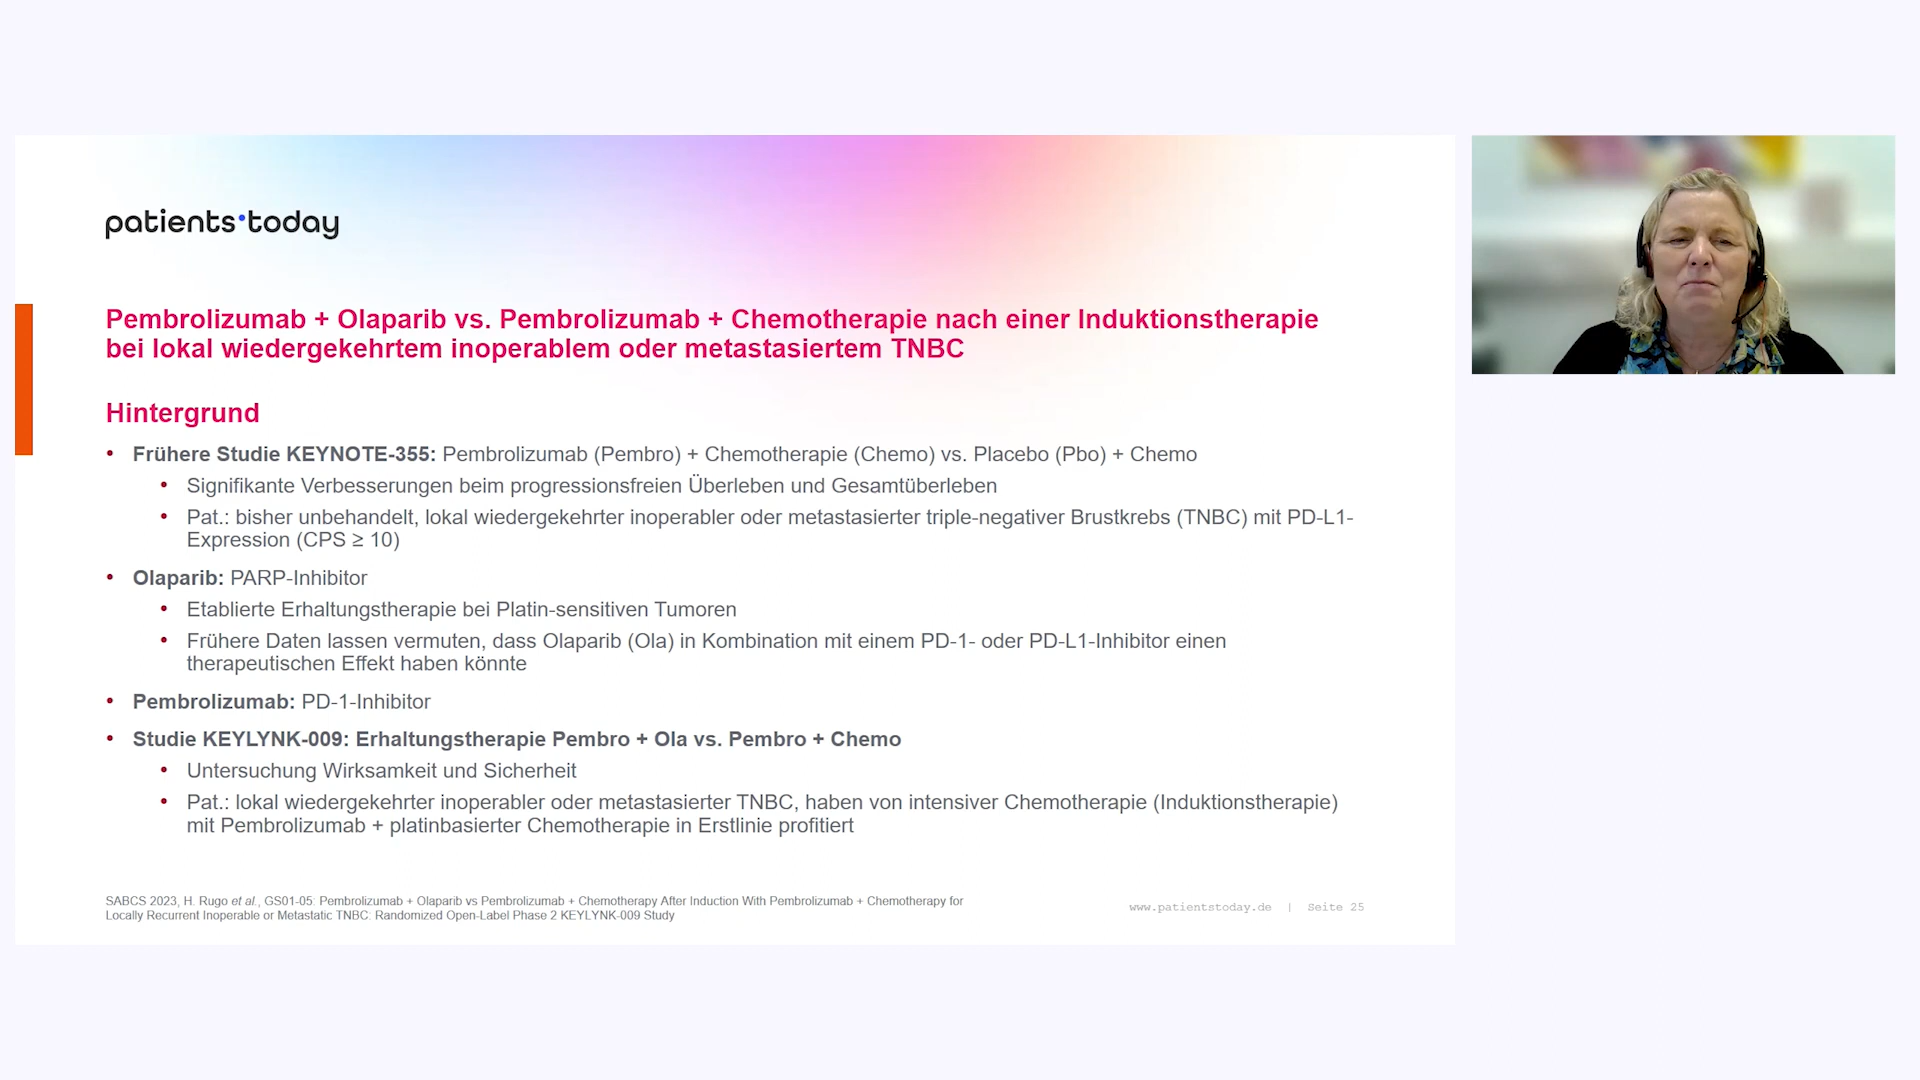 patients•today
Pembrolizumab + Olaparib vs. Pembrolizumab + Chemotherapie nach einer Induktionstherapie
bei lokal wiedergekehrtem inoperablem oder metastasiertem TNBC
Hintergrund
• Frühere Studie KEYNOTE-355: Pembrolizumab (Pembro) + Chemotherapie (Chemo) vs. Placebo (Pbo) + Chemo
• Signifikante Verbesserungen beim progressionsfreien Überleben und Gesamtüberleben
• Pat.: bisher unbehandelt, lokal wiedergekehrter inoperabler oder metastasierter triple-negativer Brustkrebs (TNBC) mit PD-L1-
Expression (CPS ≥ 10)
• Olaparib: PARP-Inhibitor
• Etablierte Erhaltungstherapie bei Platin-sensitiven Tumoren
• Frühere Daten lassen vermuten, dass Olaparib (Ola) in Kombination mit einem PD-1- oder PD-L1-Inhibitor einen
therapeutischen Effekt haben könnte
• Pembrolizumab: PD-1-Inhibitor
• Studie KEYLYNK-009: Erhaltungstherapie Pembro + Ola vs. Pembro + Chemo
• Untersuchung Wirksamkeit und Sicherheit
• Pat.: lokal wiedergekehrter inoperabler oder metastasierter TNBC, haben von intensiver Chemotherapie (Induktionstherapie)
mit Pembrolizumab + platinbasierter Chemotherapie in Erstlinie profitiert
SABCS 2023, H. Rugo et al., GS01-05: Pembrolizumab + Olaparib vs Pembrolizumab + Chemotherapy After Induction With Pembrolizumab + Chemotherapy for
Locally Recurrent Inoperable or Metastatic TNBC: Randomized Open-Label Phase 2 KEYLYNK-009 Study
www.patientstoday.de | Seite 25